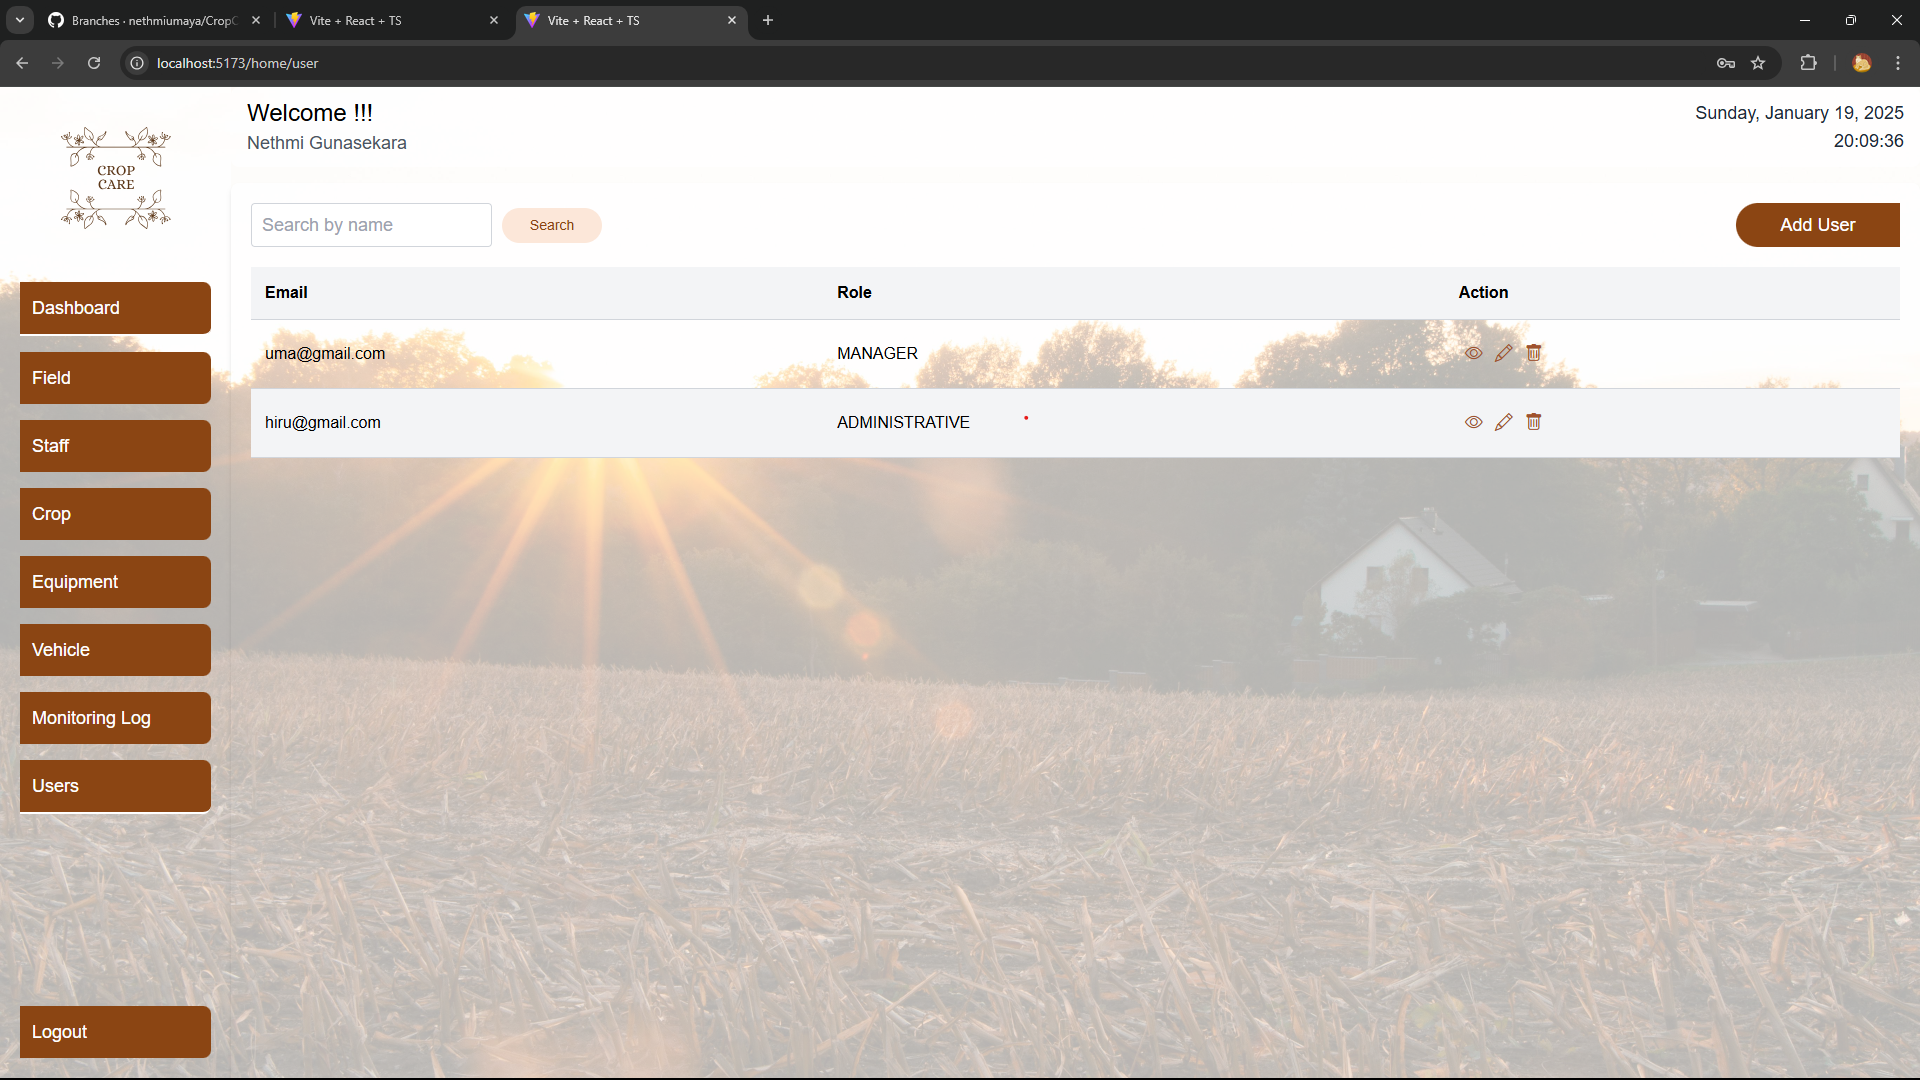 Branches · nethmiumaya/CropC
Vite + React + TS
Vite + React + TS
localhost:5173/home/user
CROP
CARE
Welcome !!!
Nethmi Gunasekara
Sunday, January 19, 2025
20:09:36
Search by name
Search
Add User
Email Role Action
uma@gmail.com MANAGER
hiru@gmail.com ADMINISTRATIVE
Dashboard
Field
Staff
Crop
Equipment
Vehicle
Monitoring Log
Users
Logout